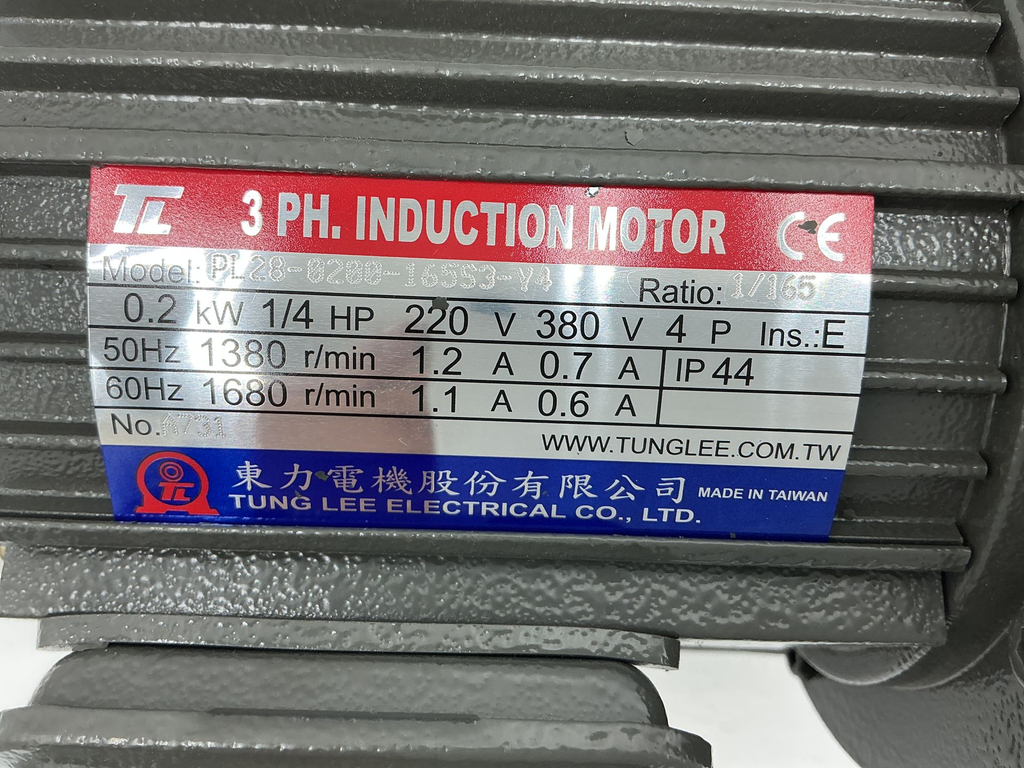 TL 3 PH. INDUCTION MOTOR CE
Model: PL28-0200-165S3-Y4 Ratio: 1/165
0.2 kW 1/4 HP 220 V 380 V 4 P Ins.:E
50Hz 1380 r/min 1.2 A 0.7 A IP 44
60Hz 1680 r/min 1.1 A 0.6 A
No. A731
WWW.TUNGLEE.COM.TW
TL 東力電機股份有限公司 MADE IN TAIWAN
TUNG LEE ELECTRICAL CO., LTD.